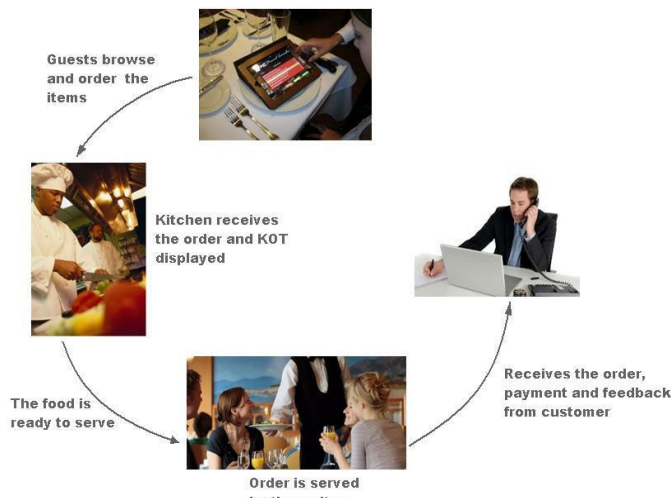 Guests browse
and order the
items
Kitchen receives
the order and KOT
displayed
The food is
ready to serve
Order is served
Receives the order,
payment and feedback
from customer